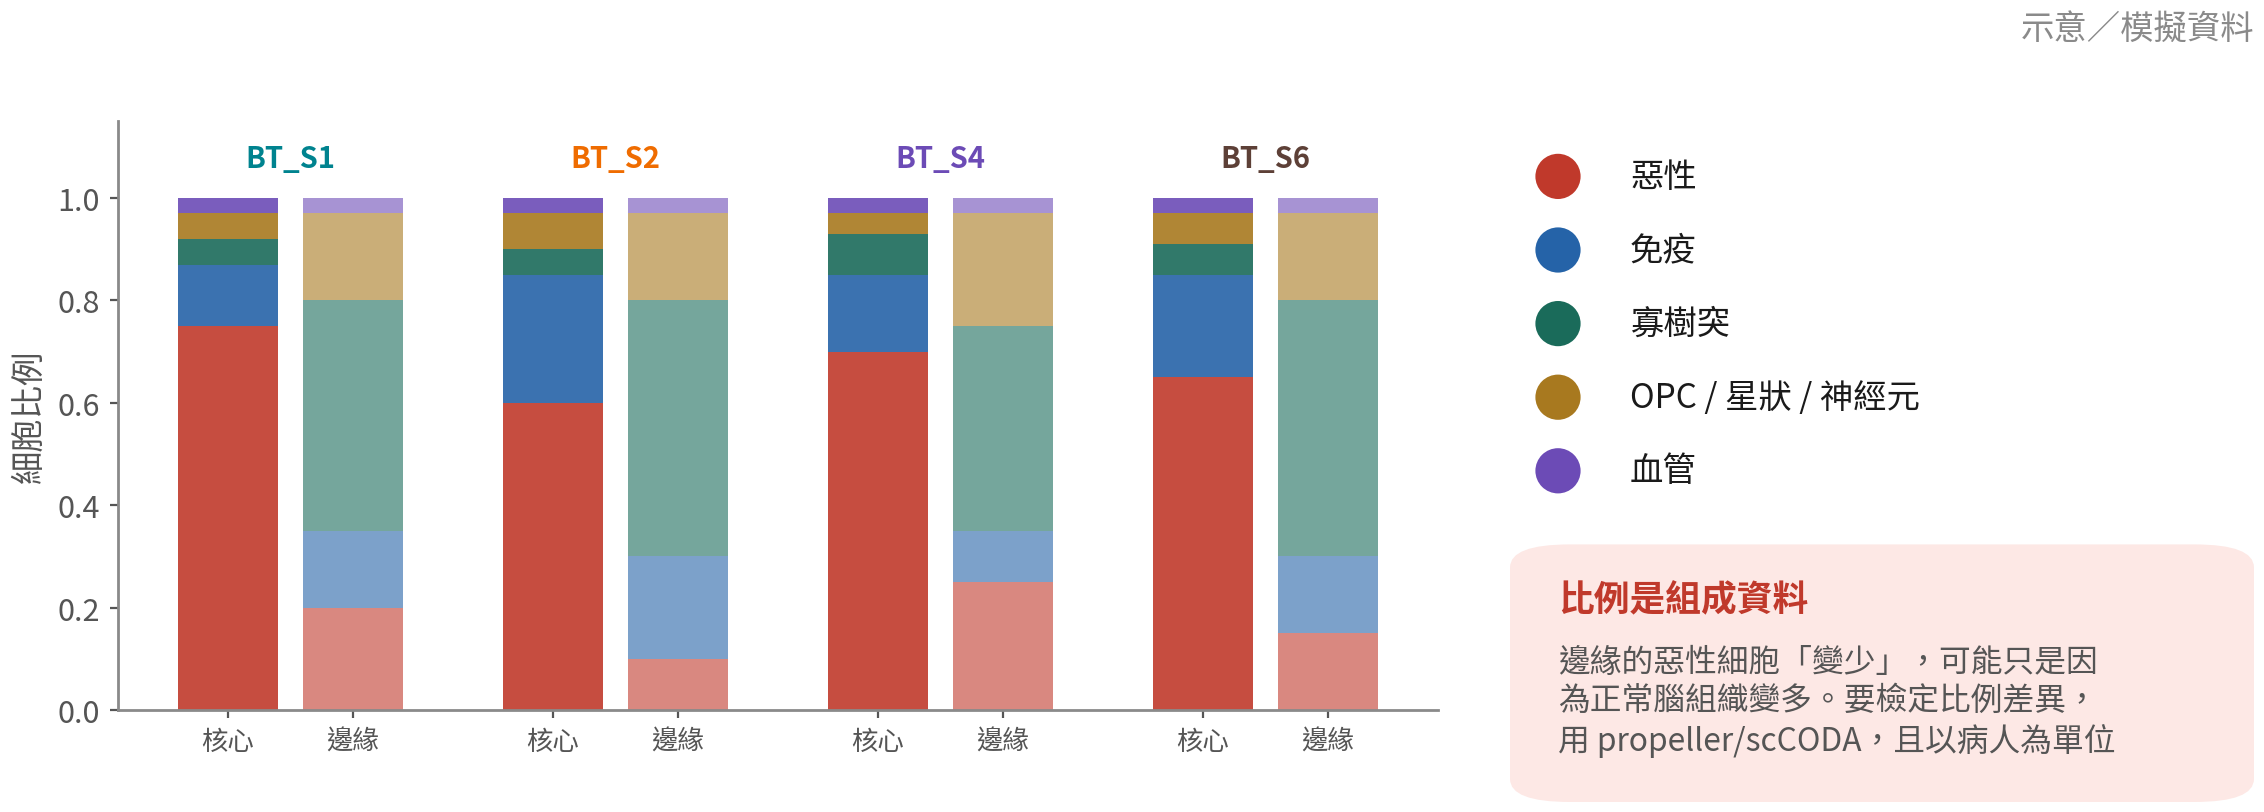 示意／模擬資料
BT_S1
BT_S2
BT_S4
BT_S6
細胞比例
1.0
0.8
0.6
0.4
0.2
0.0
核心
邊緣
核心
邊緣
核心
邊緣
核心
邊緣
惡性
免疫
寡樹突
OPC / 星狀 / 神經元
血管
比例是組成資料
邊緣的惡性細胞「變少」，可能只是因
為正常腦組織變多。要檢定比例差異，
用 propeller/scCODA，且以病人為單位